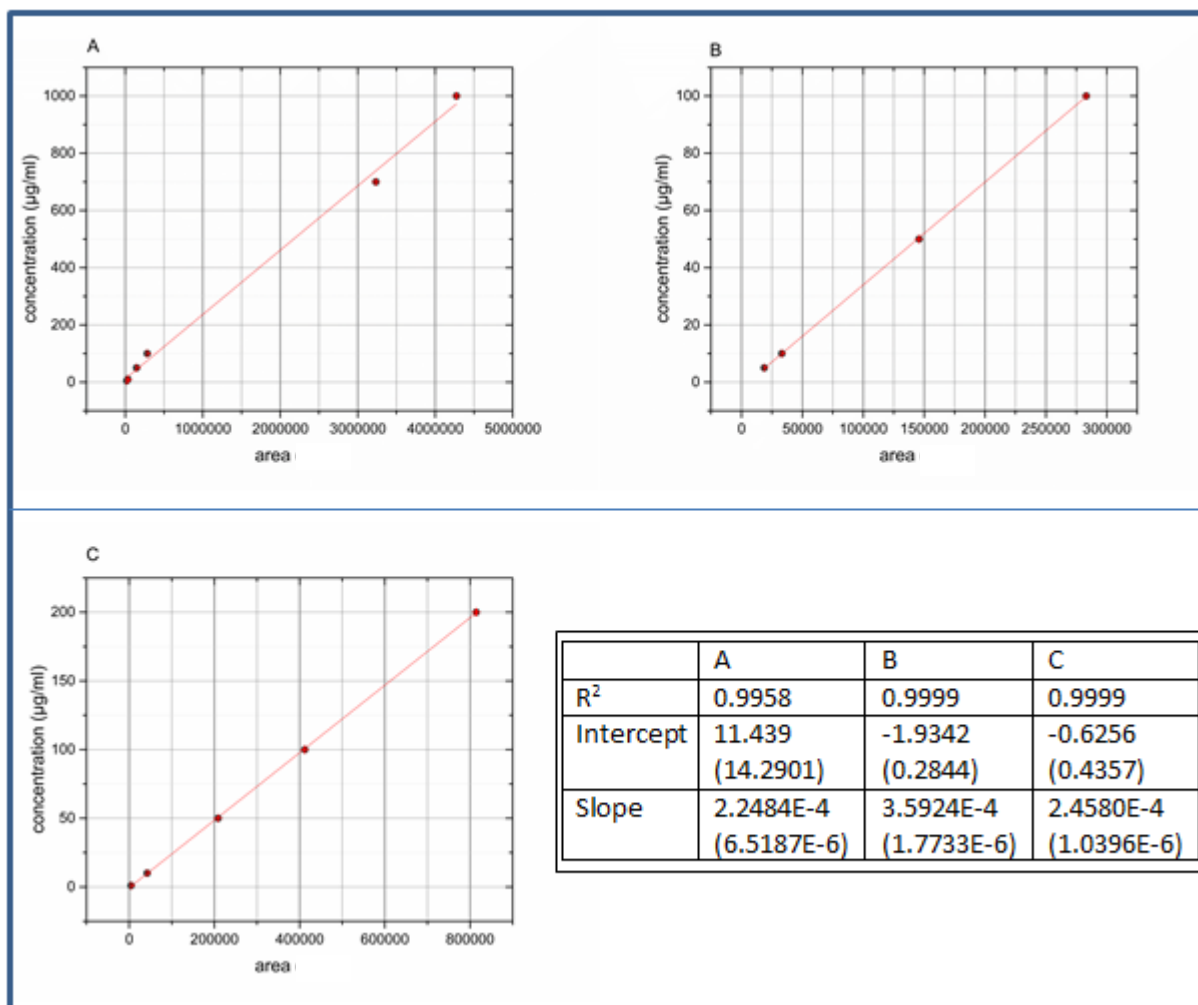 A
1000
800
600
400
200
0
concentration (µg/ml)
0 1000000 2000000 3000000 4000000 5000000
area
B
100
80
60
40
20
0
concentration (µg/ml)
0 50000 100000 150000 200000 250000 300000
area
C
200
150
100
50
0
concentration (µg/ml)
0 200000 400000 600000 800000
area
A B C
R² 0.9958 0.9999 0.9999
Intercept 11.439 -1.9342 -0.6256
(14.2901) (0.2844) (0.4357)
Slope 2.2484E-4 3.5924E-4 2.4580E-4
(6.5187E-6) (1.7733E-6) (1.0396E-6)